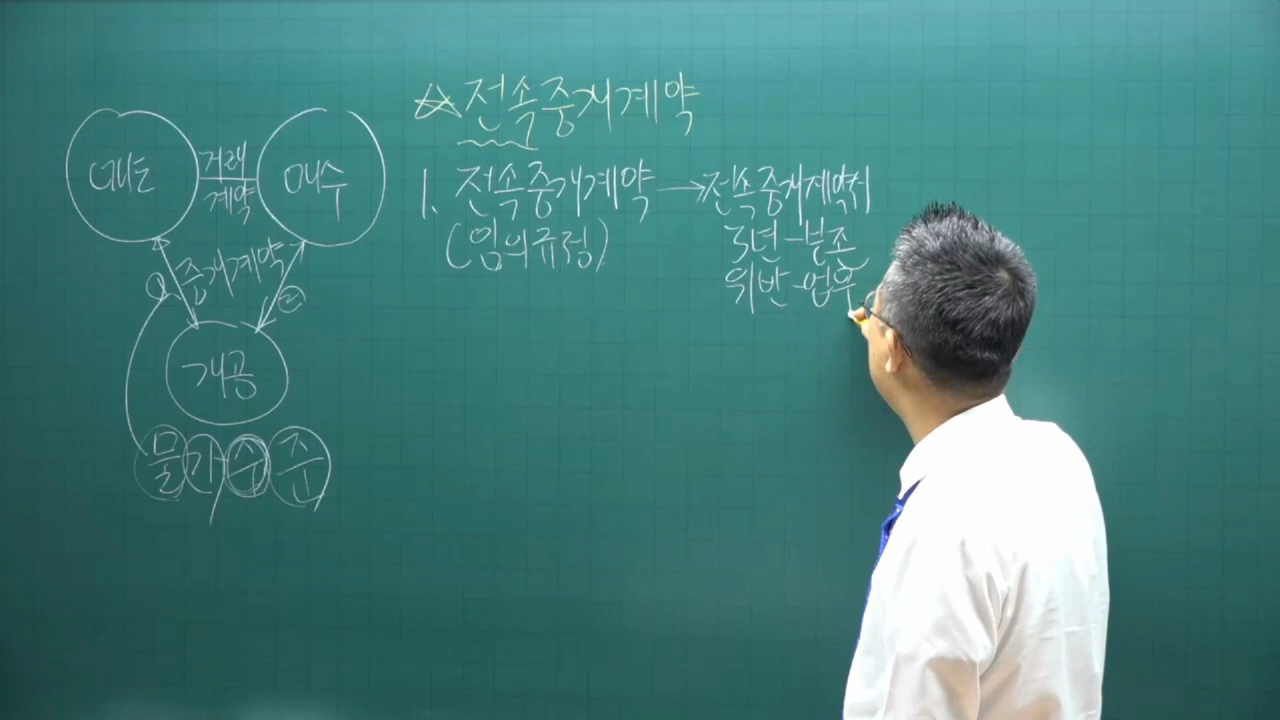 ☆ 전속중개계약
1. 전속중개계약 → 전속중개계약서
(임의규정)
3년-보존
위반-업무
매도
거래
계약
매수
① 중개계약 ②
개공
물 가 수 준